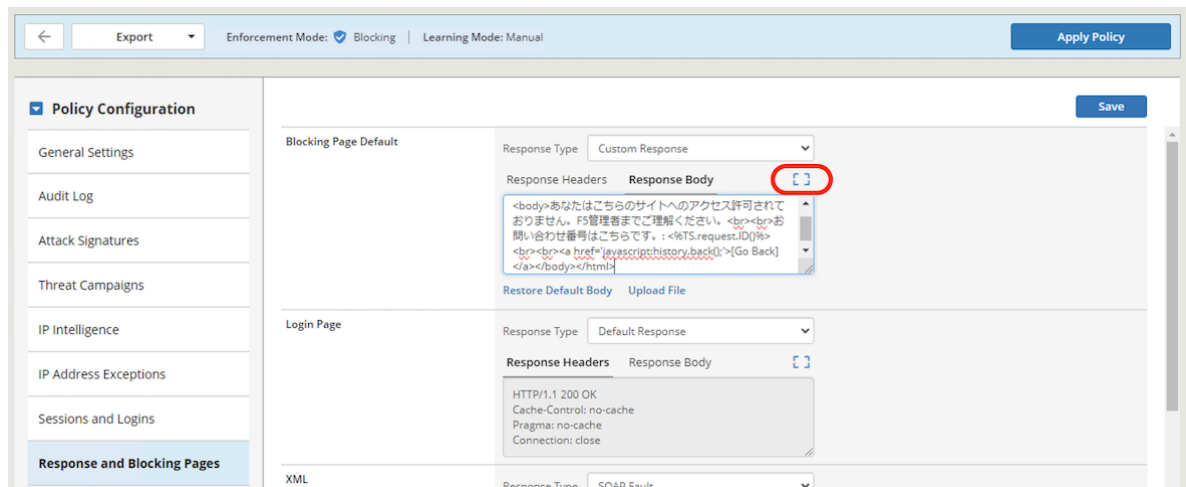 Export
Enforcement Mode: Blocking | Learning Mode: Manual
Apply Policy
Policy Configuration
General Settings
Audit Log
Attack Signatures
Threat Campaigns
IP Intelligence
IP Address Exceptions
Sessions and Logins
Response and Blocking Pages
Save
Blocking Page Default
Response Type Custom Response
Response Headers Response Body
<body>あなたはこちらのサイトへのアクセス許可されて
おりません。F5管理者までご理解ください。<br><br>お
問い合わせ番号はこちらです。: <%TS.request.ID()%>
<br><br><a href='javascript:history.back();'>[Go Back]
</a></body></html>
Restore Default Body Upload File
Login Page
Response Type Default Response
Response Headers Response Body
HTTP/1.1 200 OK
Cache-Control: no-cache
Pragma: no-cache
Connection: close
XML
Response Type SOAP Fault